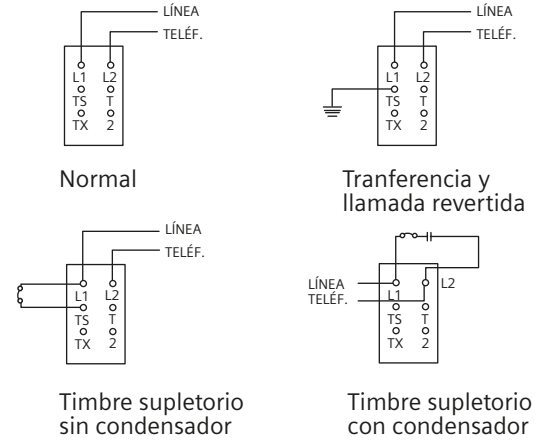 LÍNEA
TELÉF.
L1 L2
TS T
TX 2
Normal
LÍNEA
TELÉF.
L1 L2
TS T
TX 2
Tranferencia y
llamada revertida
LÍNEA
TELÉF.
L1 L2
TS T
TX 2
Timbre supletorio
sin condensador
LÍNEA
TELÉF.
L1 L2
TS T
TX 2
Timbre supletorio
con condensador